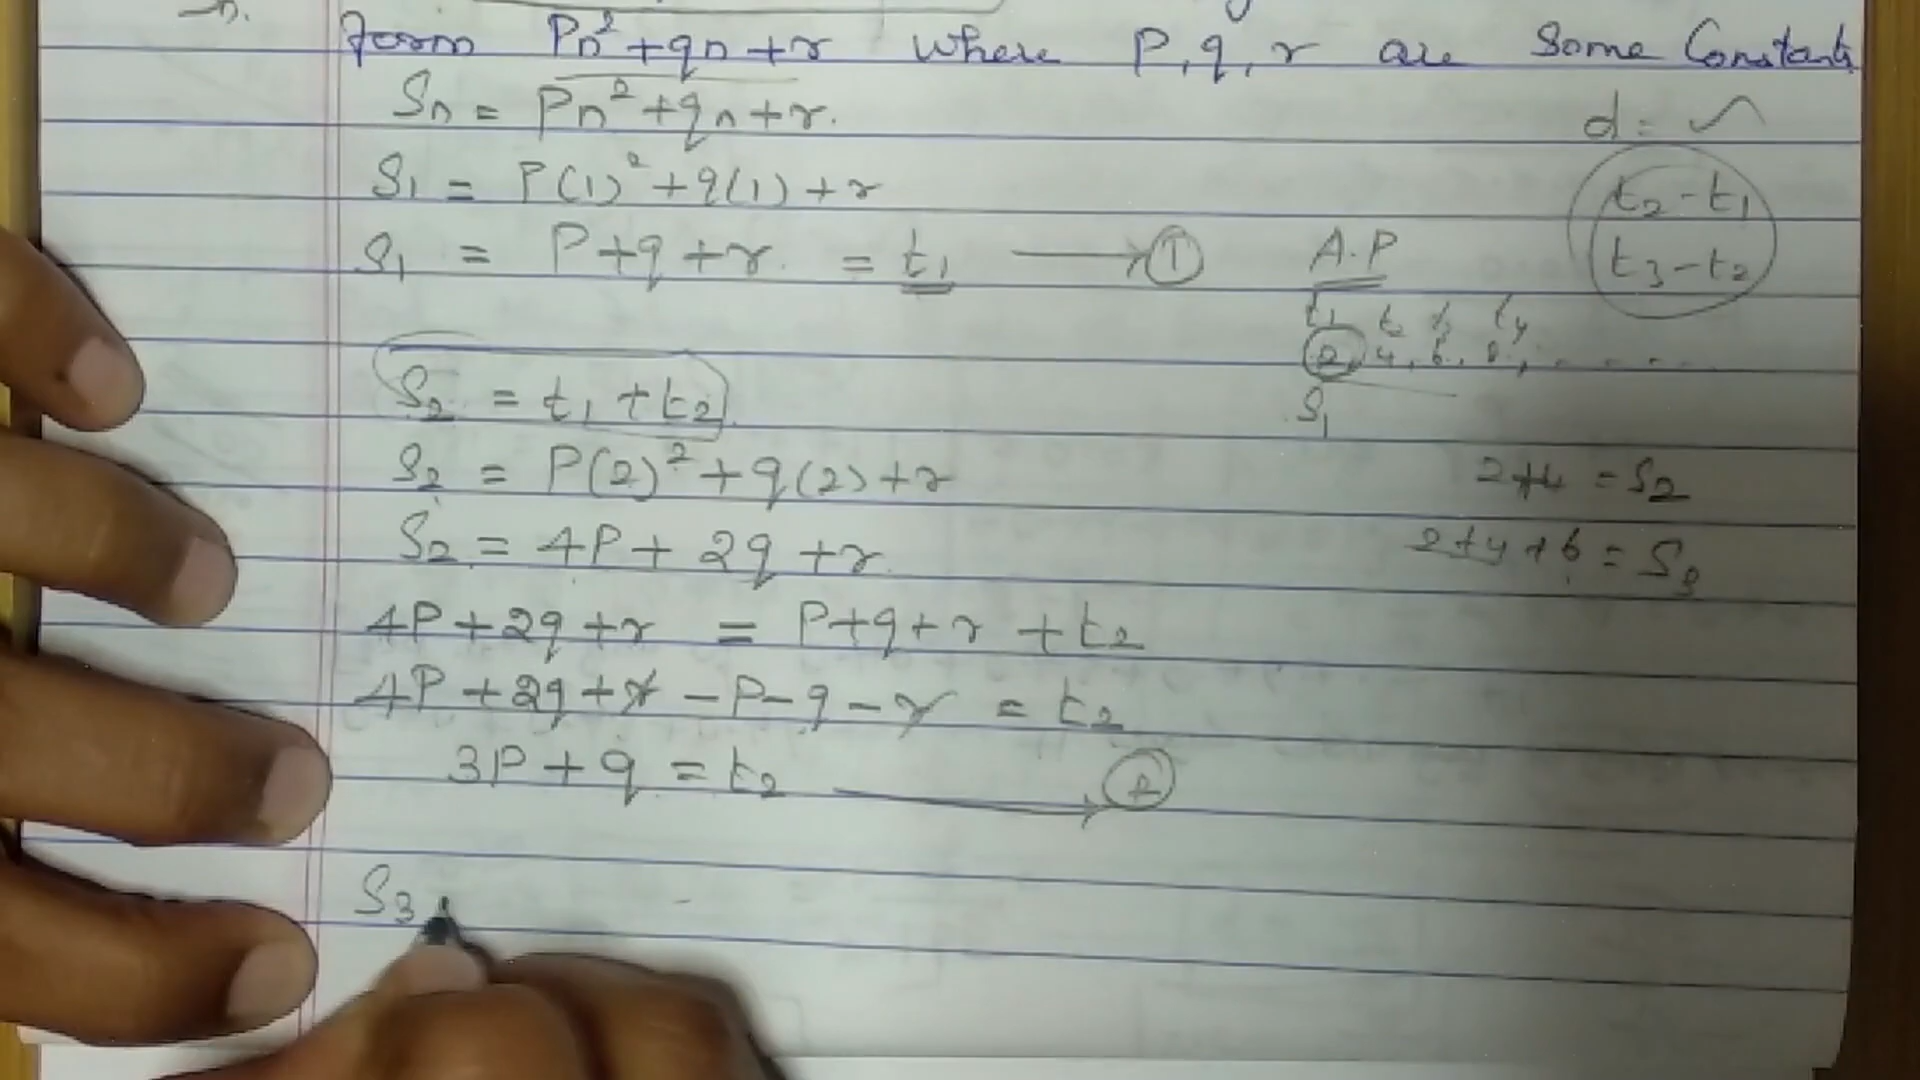 form Pn²+qn+r where P,q,r are some Constants
Sn = Pn²+qn+r.
d =
S1 = P(1)²+q(1)+r
t2-t1
S1 = P+q+r = t1 → ①
A.P
t3-t2
t1 t2 t3 t4
2, 4, 6, 8, . . . .
S2 = t1+t2
S1
S2 = P(2)²+q(2)+r
2+4 = S2
S2 = 4P+2q+r
2+4+6 = S3
4P+2q+r = P+q+r+t2
4P+2q+r-P-q-r = t2
3P+q = t2 → ②
S3